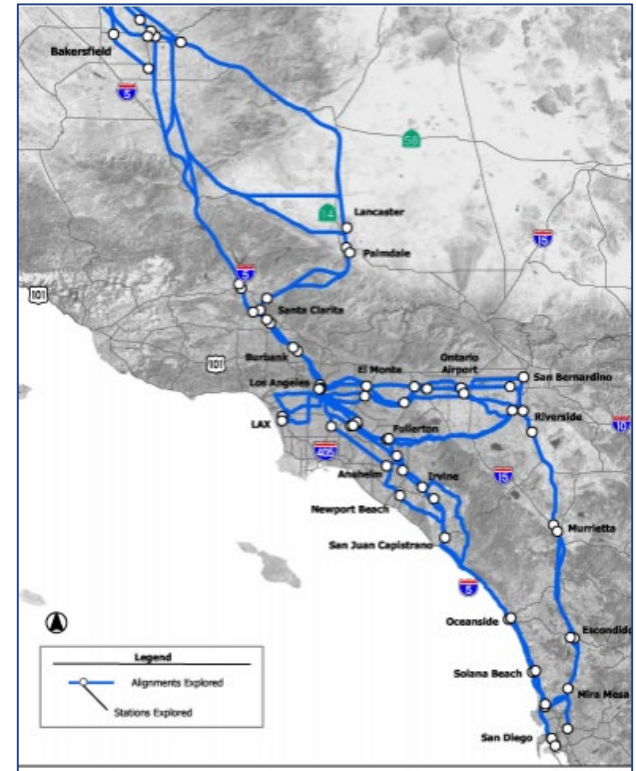 Bakersfield
5
58
14
Lancaster
15
Palmdale
5
101
Santa Clarita
101
Burbank
El Monte
Ontario
Airport
San Bernardino
Los Angeles
LAX
Fullerton
Riverside
10
405
Anaheim
Irvine
15
Newport Beach
Murrietta
San Juan Capistrano
5
Oceanside
Escondido
Solana Beach
Mira Mesa
San Diego
Legend
Alignments Explored
Stations Explored